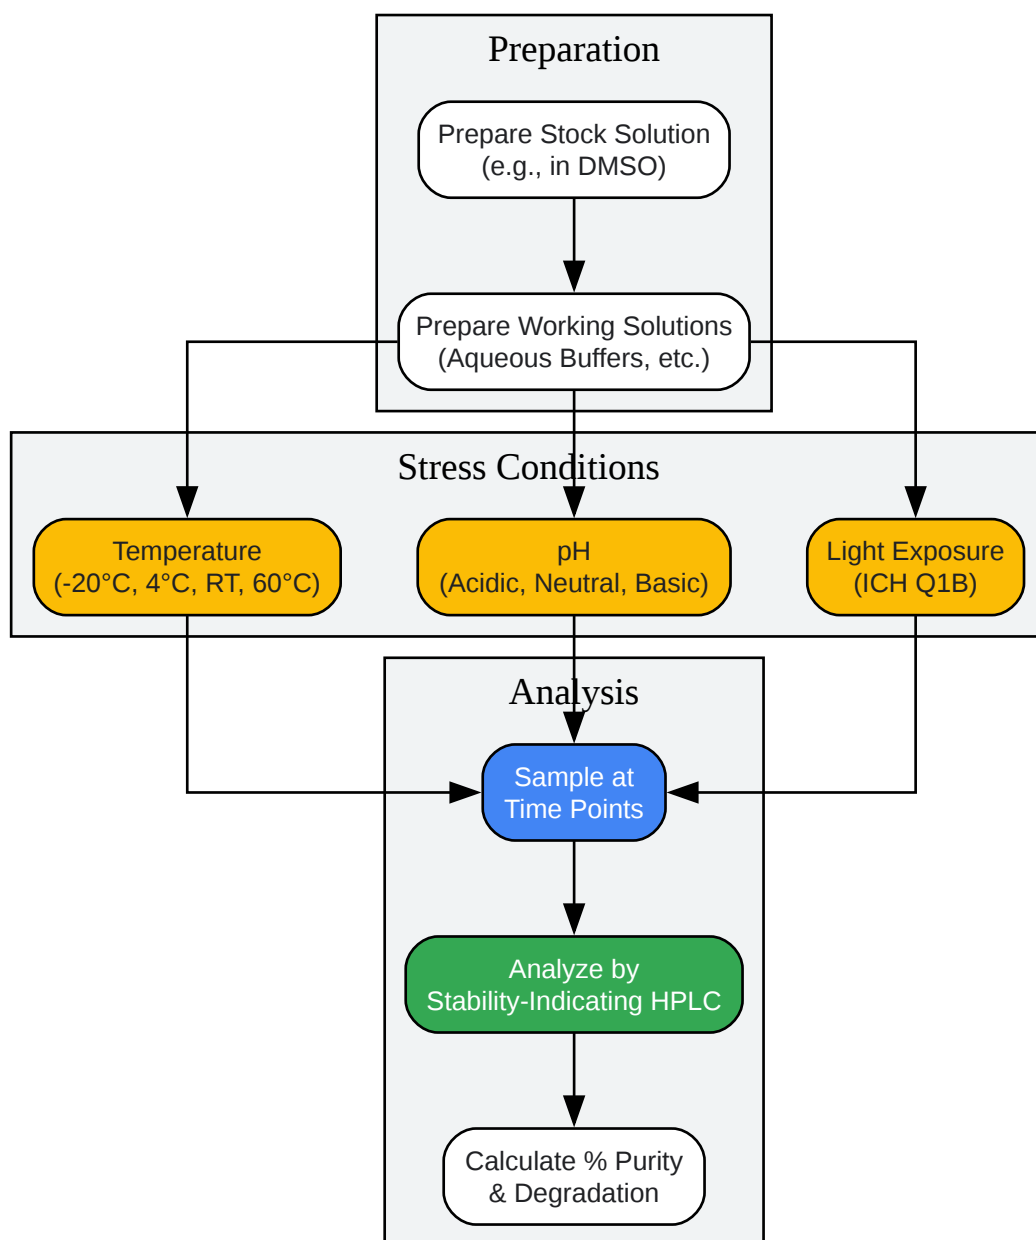 Preparation
Prepare Stock Solution
(e.g., in DMSO)
Prepare Working Solutions
(Aqueous Buffers, etc.)
Stress Conditions
Temperature
(-20°C, 4°C, RT, 60°C)
pH
(Acidic, Neutral, Basic)
Light Exposure
(ICH Q1B)
Analysis
Sample at
Time Points
Analyze by
Stability-Indicating HPLC
Calculate % Purity
& Degradation